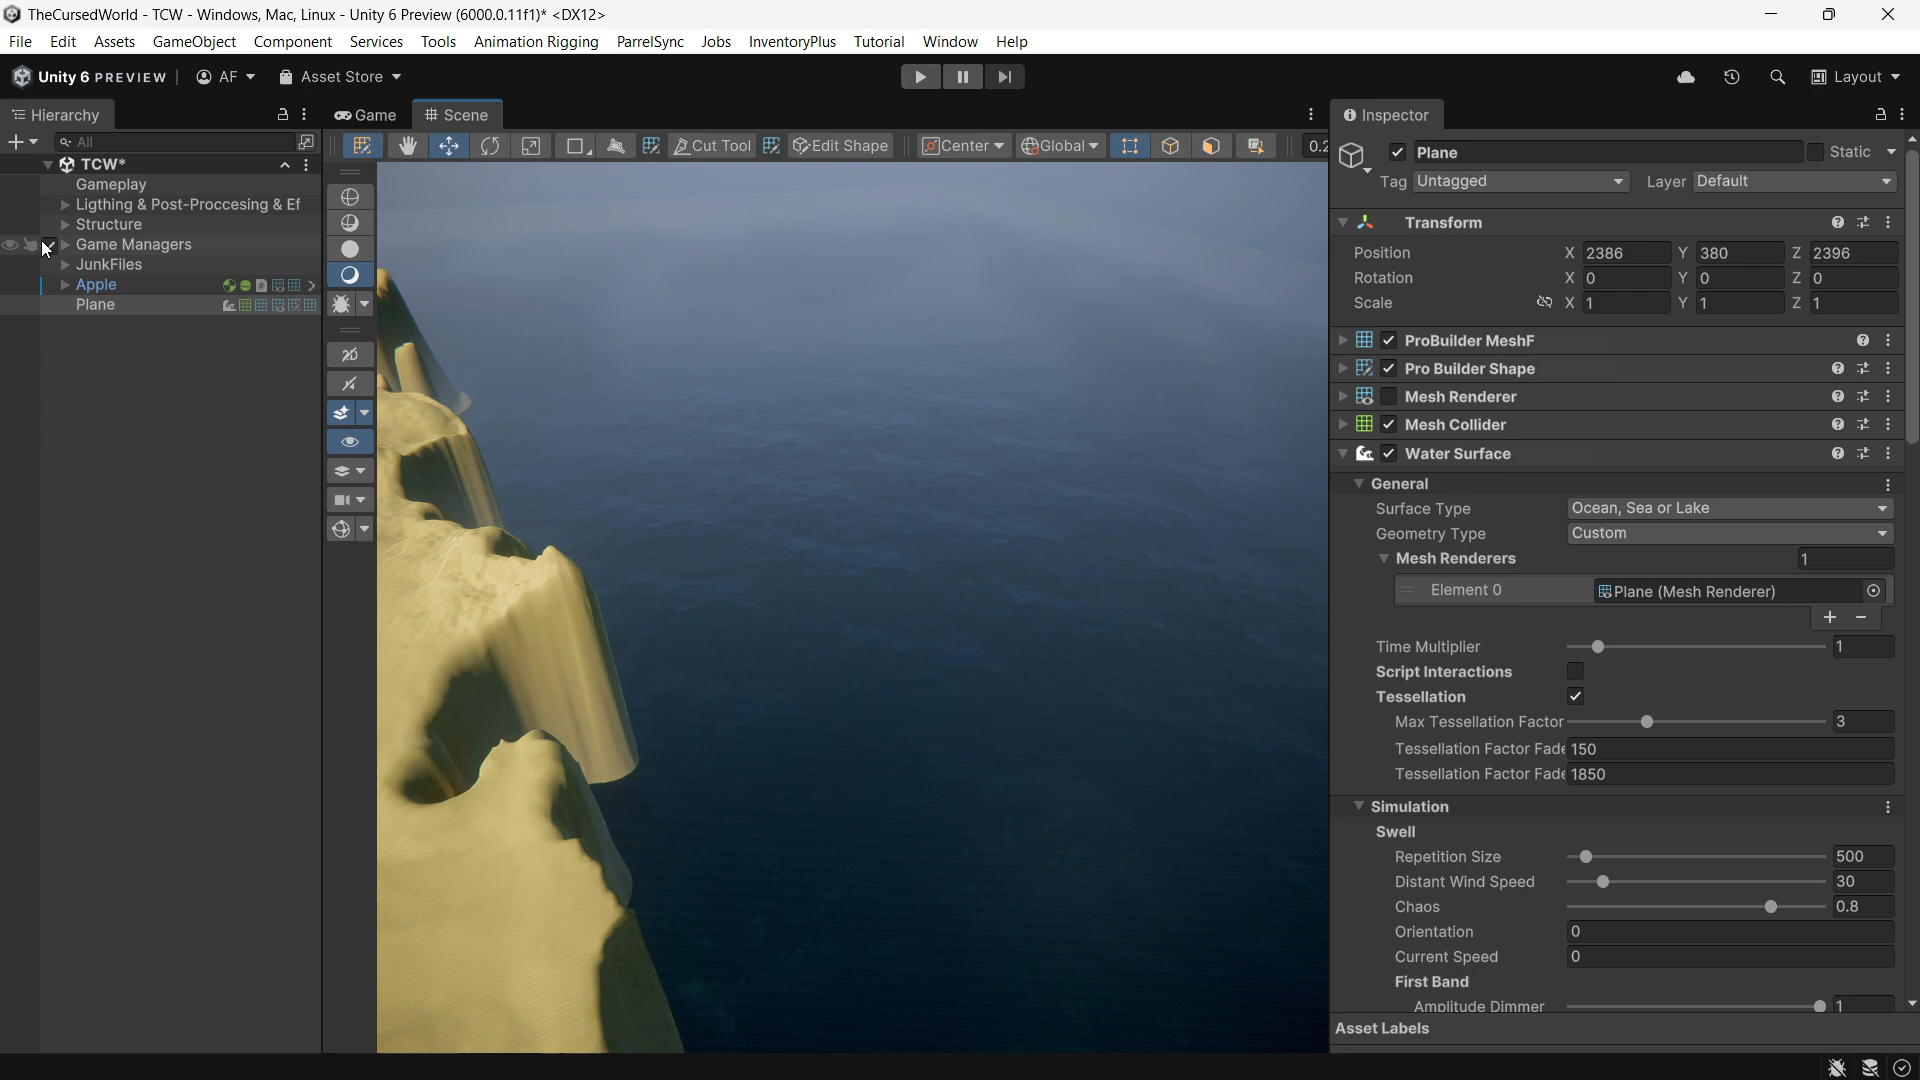 TheCursedWorld - TCW - Windows, Mac, Linux - Unity 6 Preview (6000.0.11f1)* <DX12>
File Edit Assets GameObject Component Services Tools Animation Rigging ParrelSync Jobs InventoryPlus Tutorial Window Help
Unity 6 PREVIEW AF Asset Store Layout
Hierarchy
All
TCW*
Gameplay
Ligthing & Post-Proccesing & Ef
Structure
Game Managers
JunkFiles
Apple
Plane
Game Scene
Cut Tool Edit Shape Center Global 0.2
2D
Inspector
Plane Static
Tag Untagged Layer Default
Transform
Position X 2386 Y 380 Z 2396
Rotation X 0 Y 0 Z 0
Scale X 1 Y 1 Z 1
ProBuilder MeshF
Pro Builder Shape
Mesh Renderer
Mesh Collider
Water Surface
General
Surface Type Ocean, Sea or Lake
Geometry Type Custom
Mesh Renderers 1
Element 0 Plane (Mesh Renderer)
Time Multiplier 1
Script Interactions
Tessellation
Max Tessellation Factor 3
Tessellation Factor Fade 150
Tessellation Factor Fade 1850
Simulation
Swell
Repetition Size 500
Distant Wind Speed 30
Chaos 0.8
Orientation 0
Current Speed 0
First Band
Amplitude Dimmer 1
Asset Labels